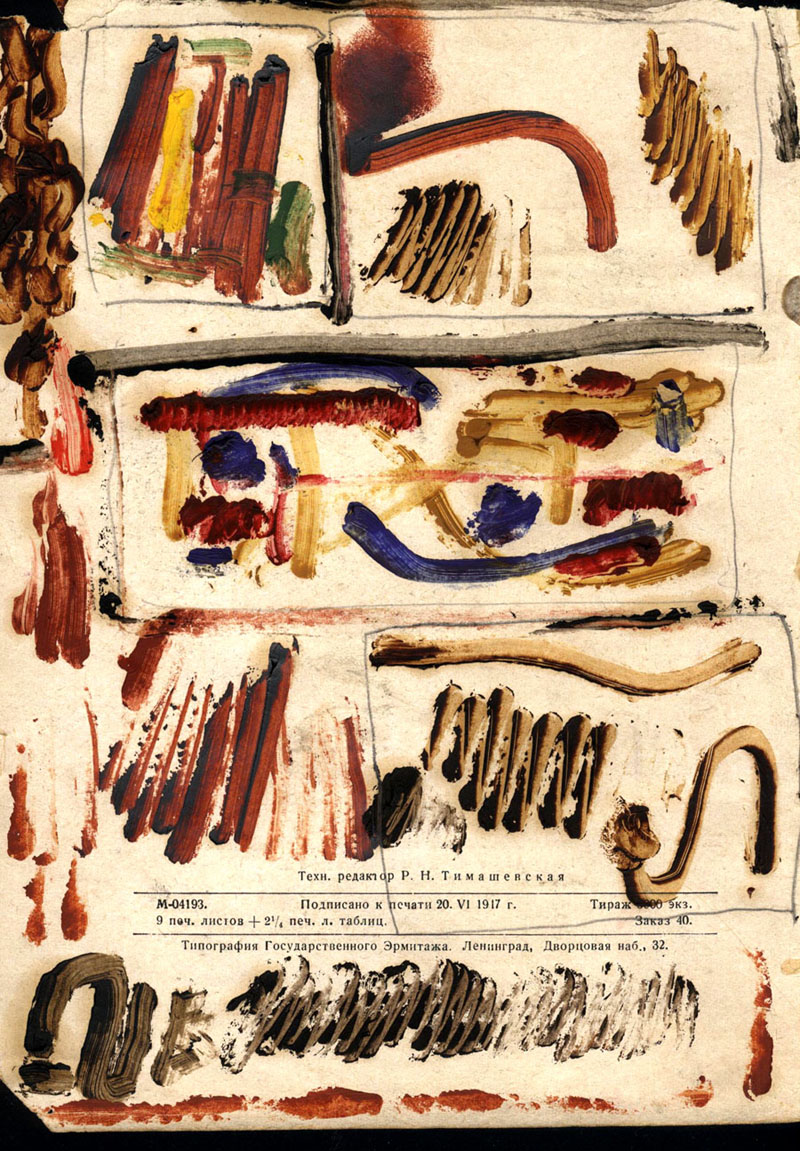 Техн. редактор Р. Н. Тимашевская
М-04193. Подписано к печати 20. VI 1917 г. Тираж экз.
9 печ. листов + 2¹/₄ печ. л. таблиц. Заказ 40.
Типография Государственного Эрмитажа. Ленинград, Дворцовая наб., 32.